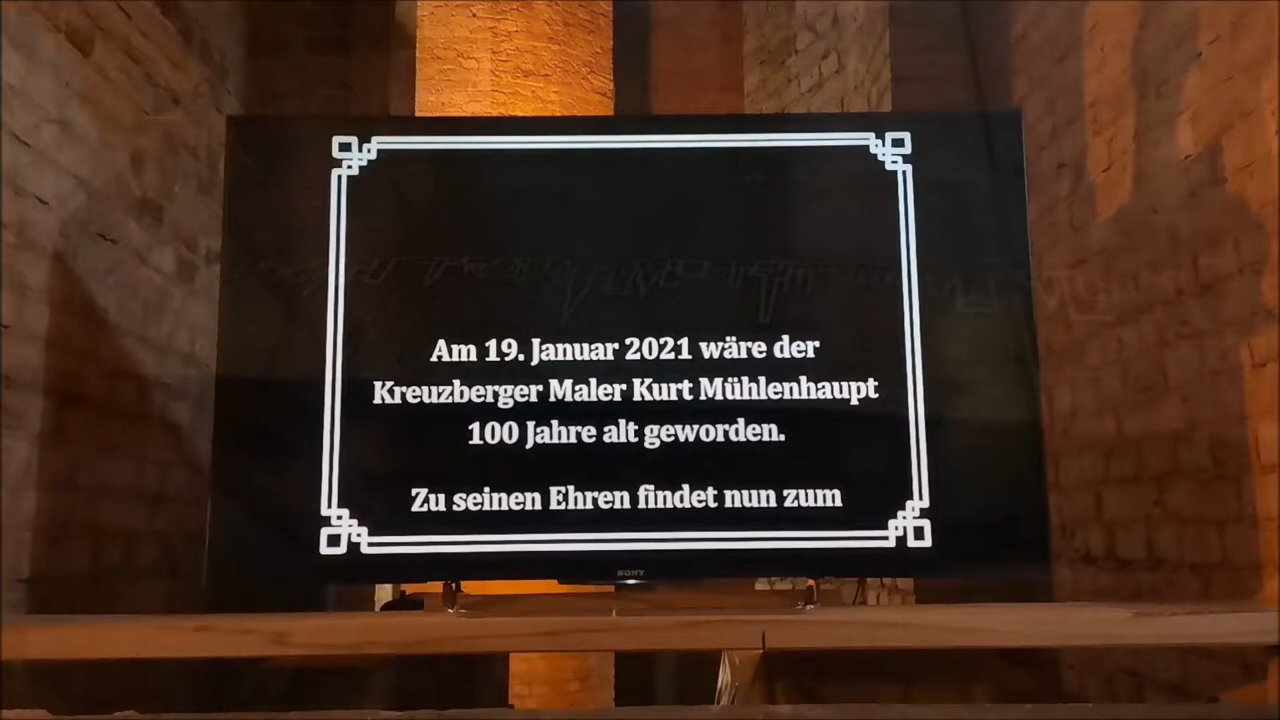 Am 19. Januar 2021 wäre der
Kreuzberger Maler Kurt Mühlenhaupt
100 Jahre alt geworden.
Zu seinen Ehren findet nun zum
SONY